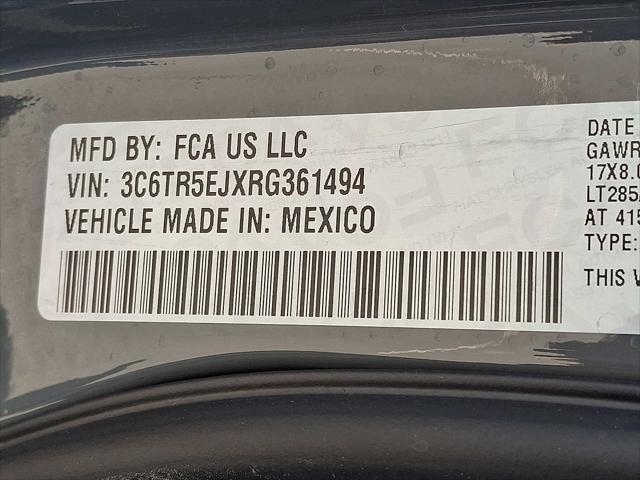 MFD BY: FCA US LLC
VIN: 3C6TR5EJXRG361494
VEHICLE MADE IN: MEXICO
DATE
GAWR
17X8.0
LT285/
AT 415
TYPE:
THIS V